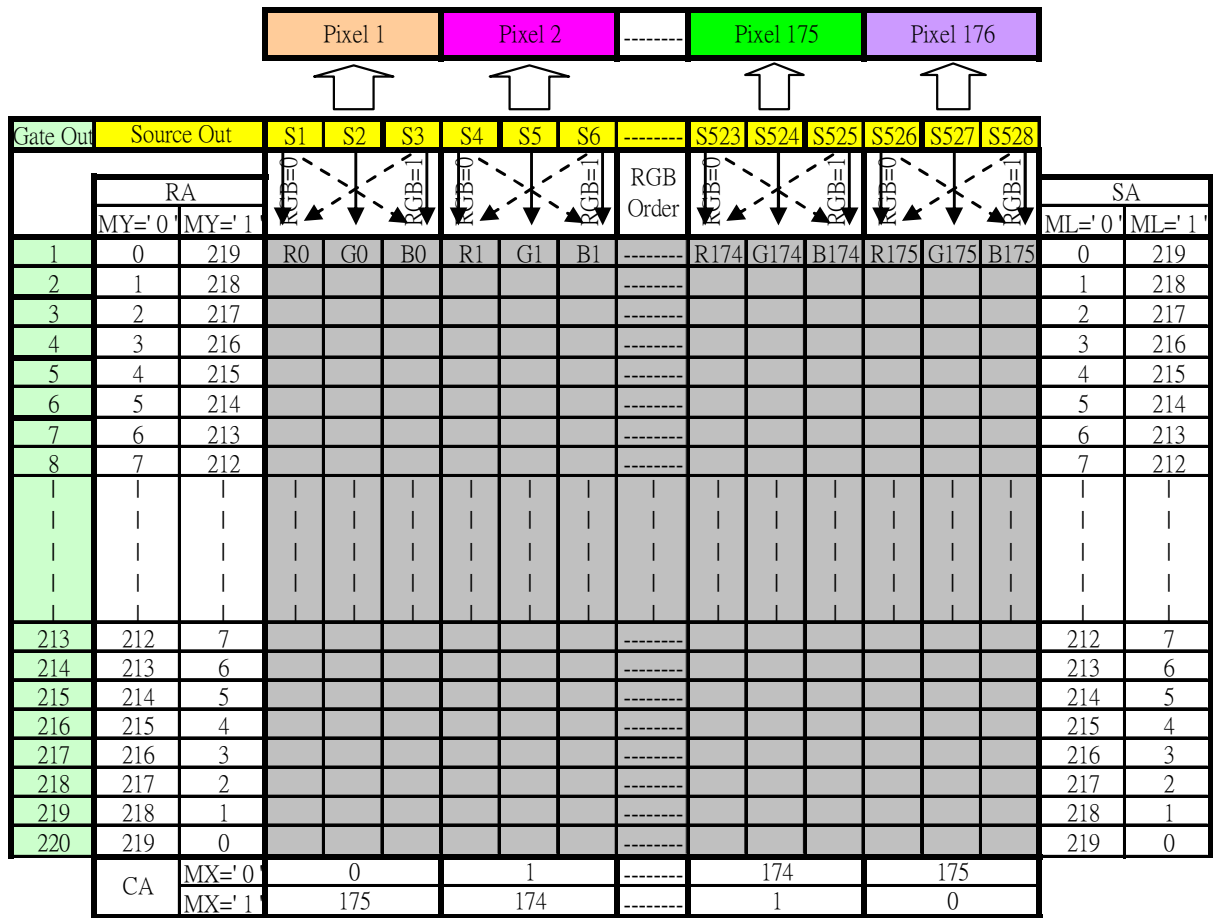 Pixel 1 Pixel 2 -------- Pixel 175 Pixel 176
Gate Out Source Out S1 S2 S3 S4 S5 S6 -------- S523 S524 S525 S526 S527 S528
RGB=0 RGB=1 RGB=0 RGB=1 RGB Order RGB=0 RGB=1 RGB=0 RGB=1
RA SA
MY=' 0 ' MY=' 1 ' ML=' 0 ' ML=' 1 '
1 0 219 R0 G0 B0 R1 G1 B1 -------- R174 G174 B174 R175 G175 B175 0 219
2 1 218 -------- 1 218
3 2 217 -------- 2 217
4 3 216 -------- 3 216
5 4 215 -------- 4 215
6 5 214 -------- 5 214
7 6 213 -------- 6 213
8 7 212 -------- 7 212
| | | | | | | | | | | | | | | | | |
| | | | | | | | | | | | | | | | | |
| | | | | | | | | | | | | | | | | |
| | | | | | | | | | | | | | | | | |
| | | | | | | | | | | | | | | | | |
| | | | | | | | | | | | | | | | | |
213 212 7 -------- 212 7
214 213 6 -------- 213 6
215 214 5 -------- 214 5
216 215 4 -------- 215 4
217 216 3 -------- 216 3
218 217 2 -------- 217 2
219 218 1 -------- 218 1
220 219 0 -------- 219 0
CA MX=' 0 ' 0 1 -------- 174 175
MX=' 1 ' 175 174 -------- 1 0